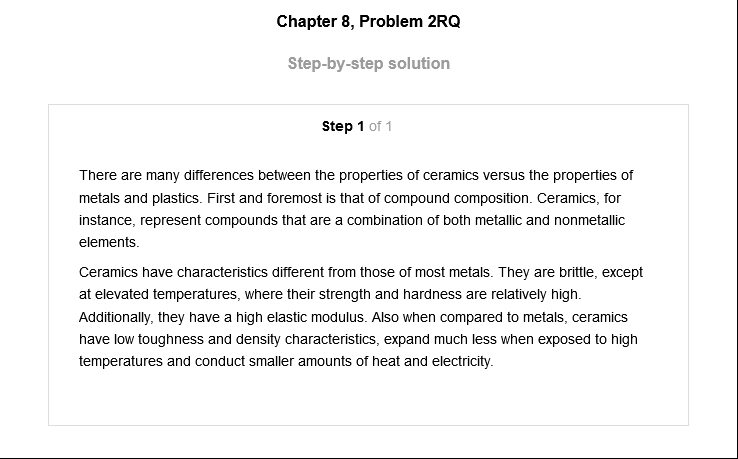 Chapter 8, Problem 2RQ
Step-by-step solution
Step 1 of 1
There are many differences between the properties of ceramics versus the properties of
metals and plastics. First and foremost is that of compound composition. Ceramics, for
instance, represent compounds that are a combination of both metallic and nonmetallic
elements.
Ceramics have characteristics different from those of most metals. They are brittle, except
at elevated temperatures, where their strength and hardness are relatively high.
Additionally, they have a high elastic modulus. Also when compared to metals, ceramics
have low toughness and density characteristics, expand much less when exposed to high
temperatures and conduct smaller amounts of heat and electricity.